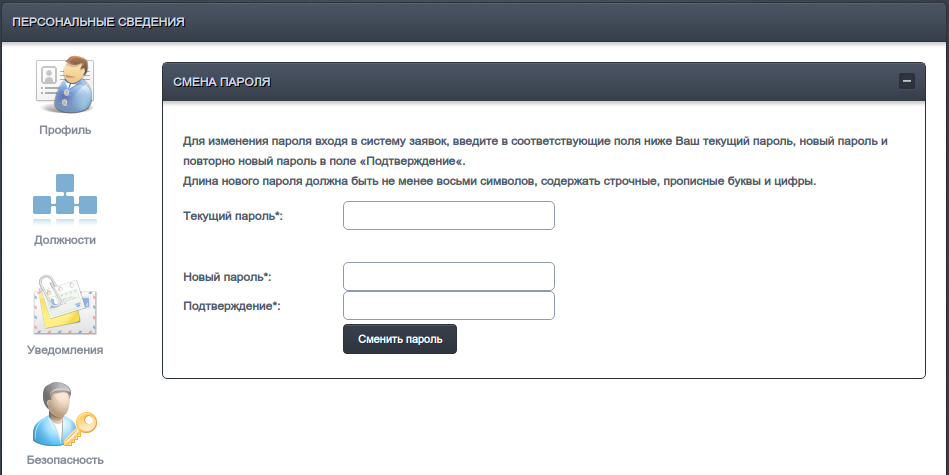 ПЕРСОНАЛЬНЫЕ СВЕДЕНИЯ
Профиль
Должности
Уведомления
Безопасность
СМЕНА ПАРОЛЯ
Для изменения пароля входя в систему заявок, введите в соответствующие поля ниже Ваш текущий пароль, новый пароль и
повторно новый пароль в поле «Подтверждение«.
Длина нового пароля должна быть не менее восьми символов, содержать строчные, прописные буквы и цифры.
Текущий пароль*:
Новый пароль*:
Подтверждение*:
Сменить пароль